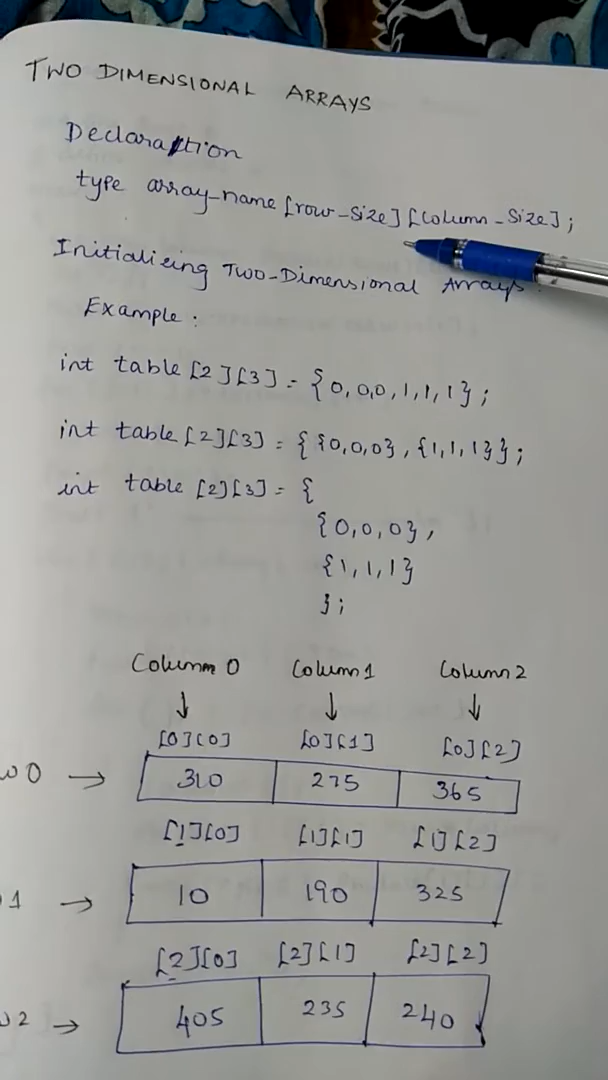 TWO DIMENSIONAL ARRAYS
Declaration
type array-name [row-size] [column-size];
Initializing Two-Dimensional Arrays:
Example:
int table [2][3] = {0,0,0,1,1,1};
int table [2][3] = { {0,0,0}, {1,1,1}};
int table [2][3] = {
{0,0,0},
{1,1,1}
};
Column 0 Column 1 Column 2
[0][0] [0][1] [0][2]
0 310 275 365
[1][0] [1][1] [1][2]
1 10 190 325
[2][0] [2][1] [2][2]
2 405 235 240